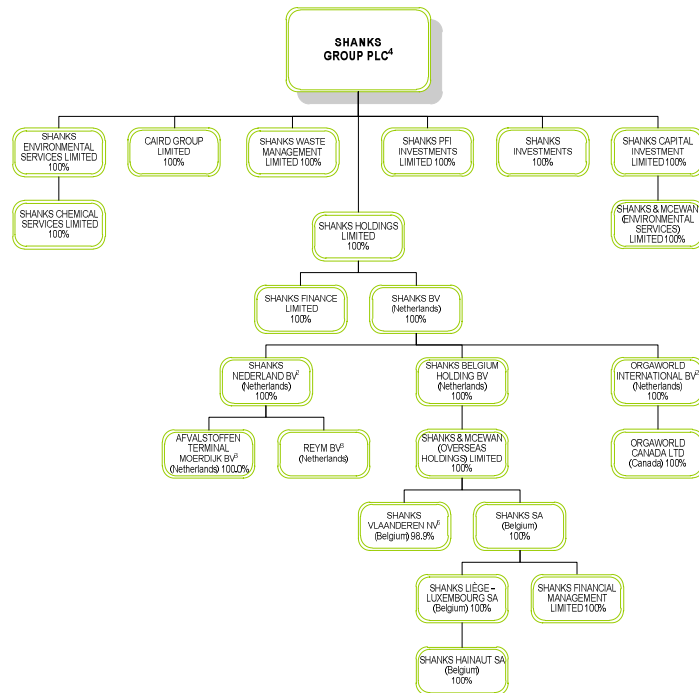 SHANKS
GROUP PLC⁴
SHANKS
ENVIRONMENTAL
SERVICES LIMITED
100%
CAIRD GROUP
LIMITED
100%
SHANKS WASTE
MANAGEMENT
LIMITED 100%
SHANKS PFI
INVESTMENTS
LIMITED 100%
SHANKS
INVESTMENTS
100%
SHANKS CAPITAL
INVESTMENT
LIMITED 100%
SHANKS CHEMICAL
SERVICES LIMITED
100%
SHANKS & MCEWAN
(ENVIRONMENTAL
SERVICES)
LIMITED 100%
SHANKS HOLDINGS
LIMITED
100%
SHANKS FINANCE
LIMITED
100%
SHANKS BV
(Netherlands)
100%
SHANKS
NEDERLAND BV²
(Netherlands)
100%
SHANKS BELGIUM
HOLDING BV
(Netherlands)
100%
ORGAWORLD
INTERNATIONAL BV²
(Netherlands)
100%
AFVALSTOFFEN
TERMINAL
MOERDIJK BV³
(Netherlands) 100.0%
REYM BV³
(Netherlands)
SHANKS & MCEWAN
(OVERSEAS
HOLDINGS) LIMITED
100%
ORGAWORLD
CANADA LTD
(Canada) 100%
SHANKS
VLAANDEREN NV⁵
(Belgium) 98.9%
SHANKS SA
(Belgium)
100%
SHANKS LIÈGE –
LUXEMBOURG SA
(Belgium) 100%
SHANKS FINANCIAL
MANAGEMENT
LIMITED 100%
SHANKS HAINAUT SA
(Belgium)
100%